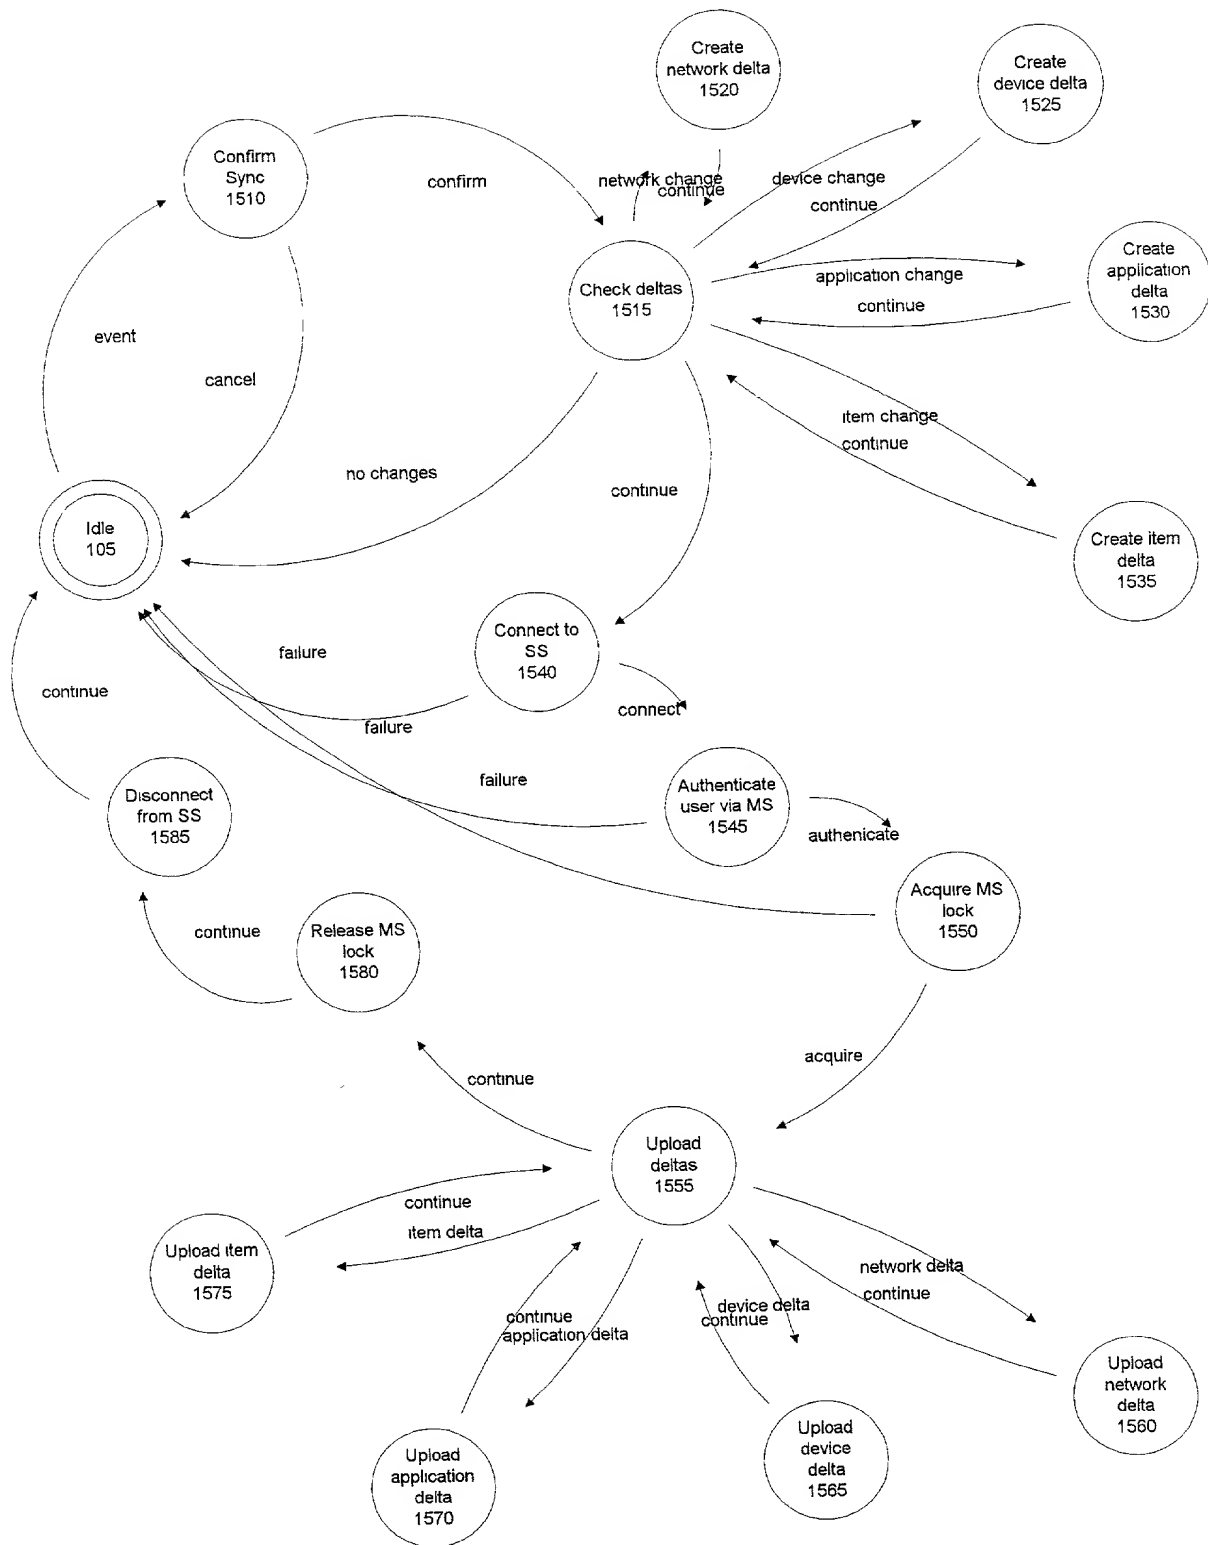 Create
network delta
1520
Create
device delta
1525
Confirm
Sync
1510
confirm
network change
continue
device change
continue
Check deltas
1515
application change
continue
Create
application
delta
1530
event
cancel
item change
continue
no changes
continue
Idle
105
Create item
delta
1535
Connect to
SS
1540
failure
continue
connect
failure
failure
Disconnect
from SS
1585
Authenticate
user via MS
1545
authenicate
Acquire MS
lock
1550
continue
Release MS
lock
1580
acquire
continue
Upload
deltas
1555
continue
item delta
Upload item
delta
1575
network delta
continue
device delta
continue
continue
application delta
Upload
network
delta
1560
Upload
device
delta
1565
Upload
application
delta
1570